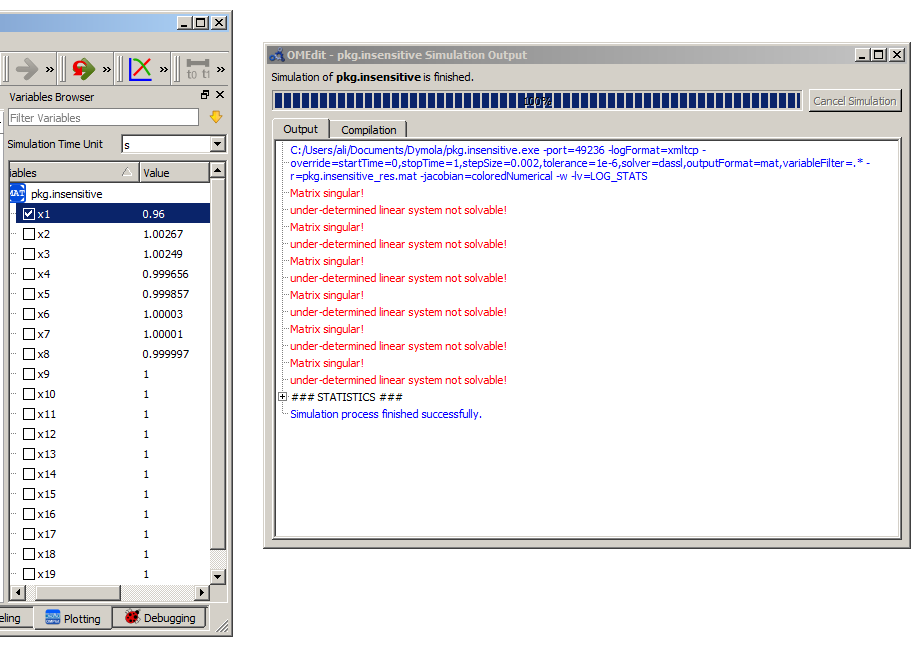 »
»
»
t0 t1 »
Variables Browser
Filter Variables
Simulation Time Unit s
iables Value
MAT pkg.insensitive
x1 0.96
x2 1.00267
x3 1.00249
x4 0.999656
x5 0.999857
x6 1.00003
x7 1.00001
x8 0.999997
x9 1
x10 1
x11 1
x12 1
x13 1
x14 1
x15 1
x16 1
x17 1
x18 1
x19 1
eling Plotting Debugging
OMEdit - pkg.insensitive Simulation Output
Simulation of pkg.insensitive is finished.
100%
Cancel Simulation
Output Compilation
C:/Users/ali/Documents/Dymola/pkg.insensitive.exe -port=49236 -logFormat=xmltcp -
override=startTime=0,stopTime=1,stepSize=0.002,tolerance=1e-6,solver=dassl,outputFormat=mat,variableFilter=.* -
r=pkg.insensitive_res.mat -jacobian=coloredNumerical -w -lv=LOG_STATS
Matrix singular!
under-determined linear system not solvable!
Matrix singular!
under-determined linear system not solvable!
Matrix singular!
under-determined linear system not solvable!
Matrix singular!
under-determined linear system not solvable!
Matrix singular!
under-determined linear system not solvable!
Matrix singular!
under-determined linear system not solvable!
### STATISTICS ###
Simulation process finished successfully.